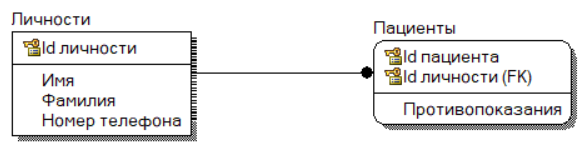 Личности
Id личности
Имя
Фамилия
Номер телефона
Пациенты
Id пациента
Id личности (FK)
Противопоказания